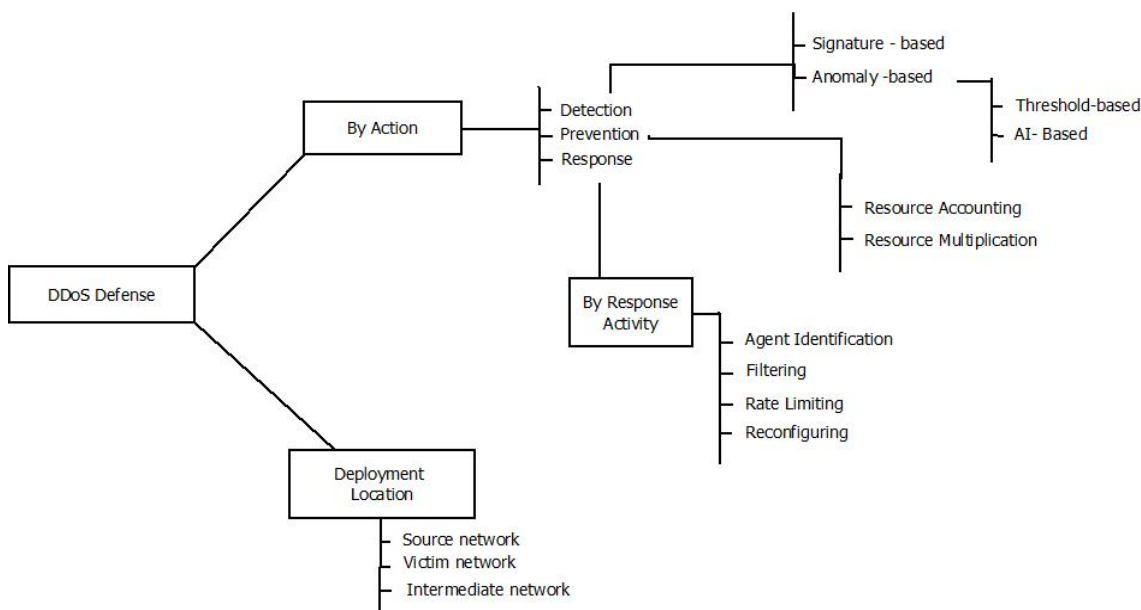 Signature - based
Anomaly -based
Threshold-based
AI- Based
By Action
Detection
Prevention
Response
Resource Accounting
Resource Multiplication
DDoS Defense
By Response
Activity
Agent Identification
Filtering
Rate Limiting
Reconfiguring
Deployment
Location
Source network
Victim network
Intermediate network